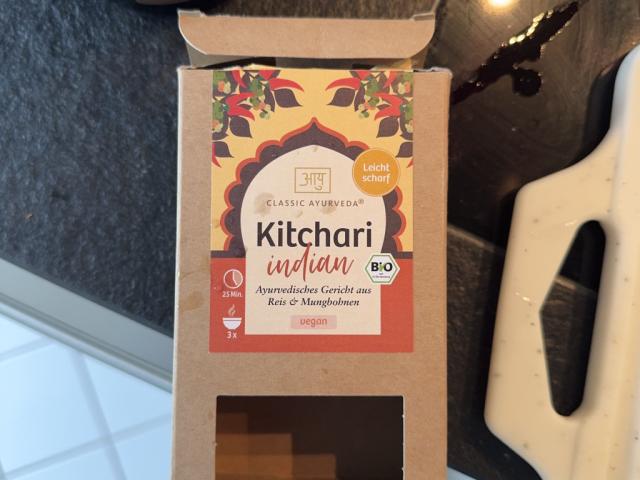 Leicht
scharf
आयु
CLASSIC AYURVEDA®
Kitchari
indian
BIO
25 Min.
Ayurvedisches Gericht aus
Reis & Mungbohnen
vegan
3 x